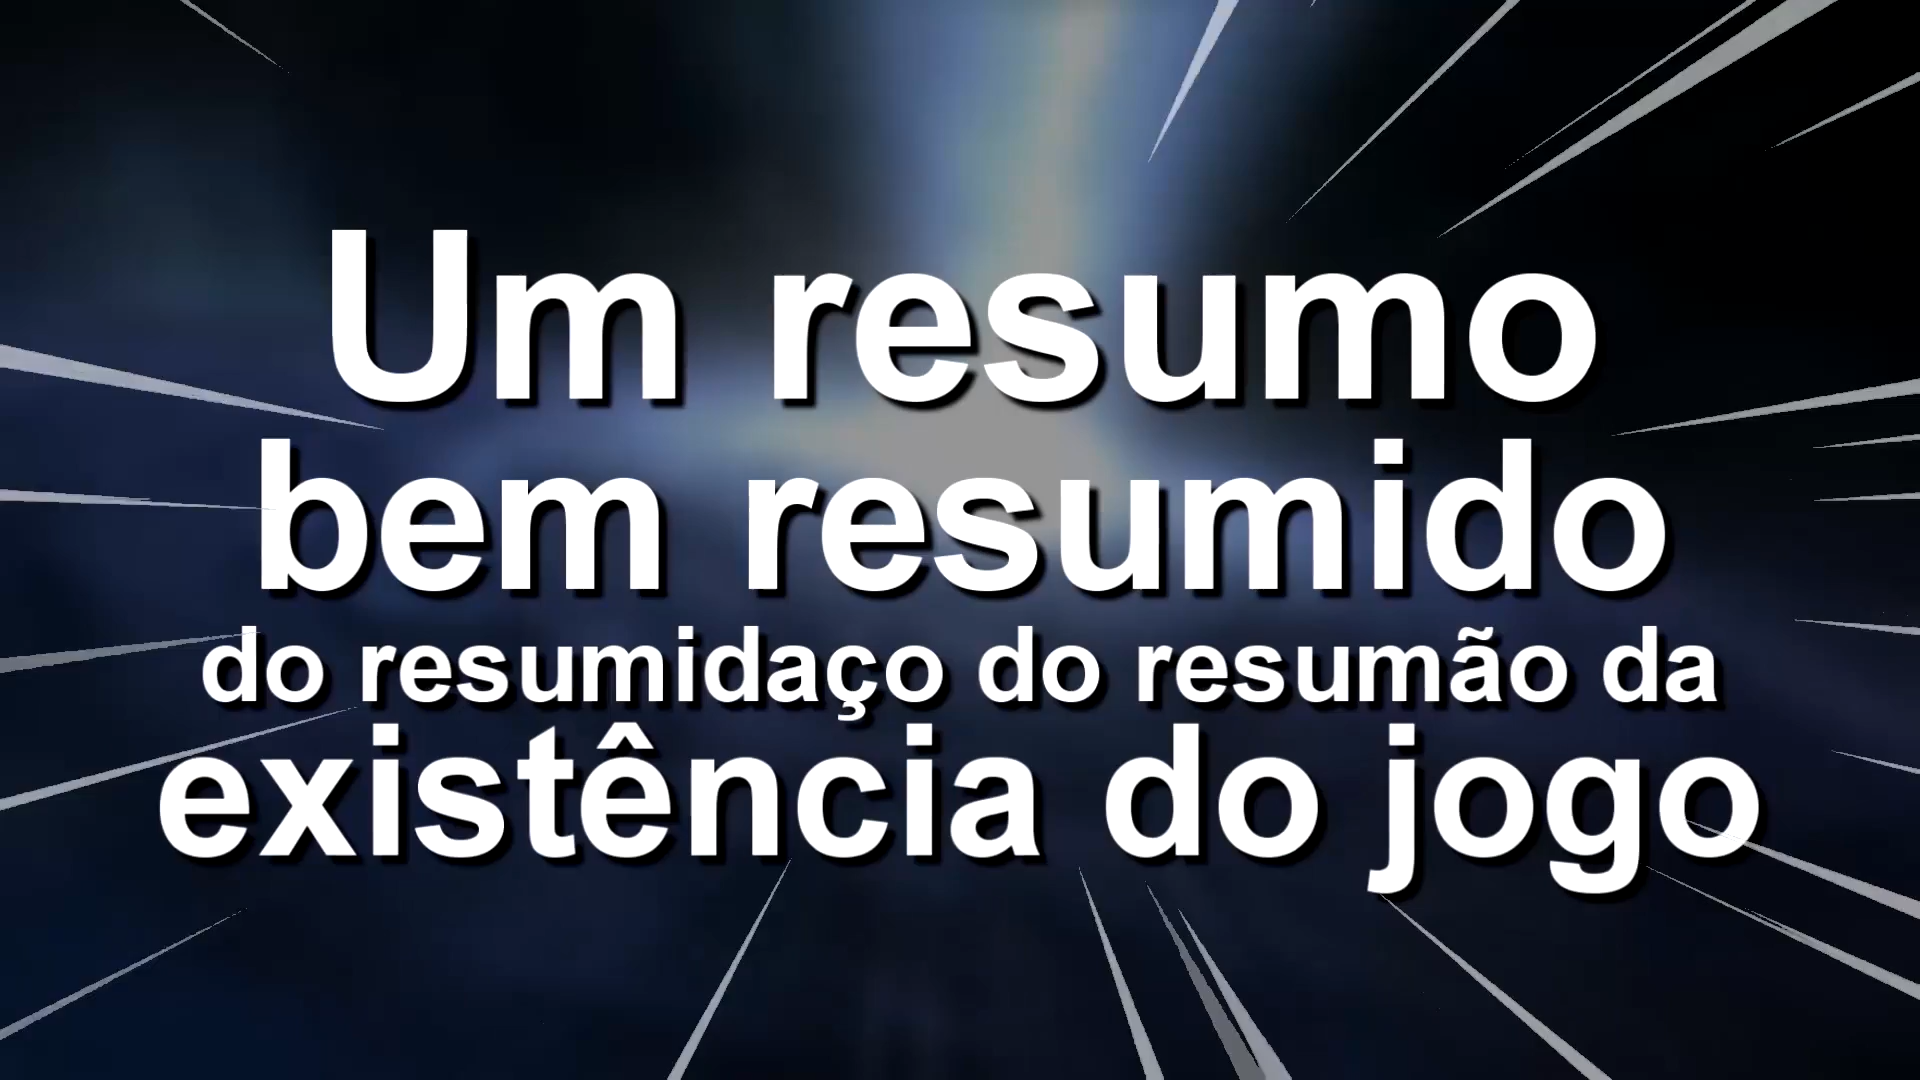 Um resumo
bem resumido
do resumidaço do resumão da
existência do jogo